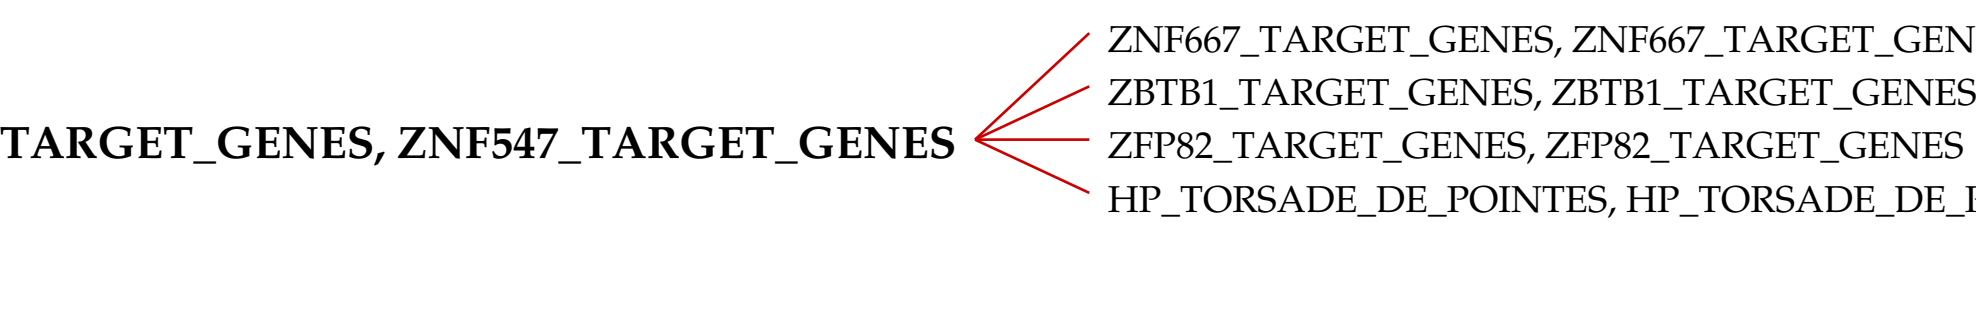 ZNF667_TARGET_GENES, ZNF667_TARGET_GEN
ZBTB1_TARGET_GENES, ZBTB1_TARGET_GENES
TARGET_GENES, ZNF547_TARGET_GENES
ZFP82_TARGET_GENES, ZFP82_TARGET_GENES
HP_TORSADE_DE_POINTES, HP_TORSADE_DE_